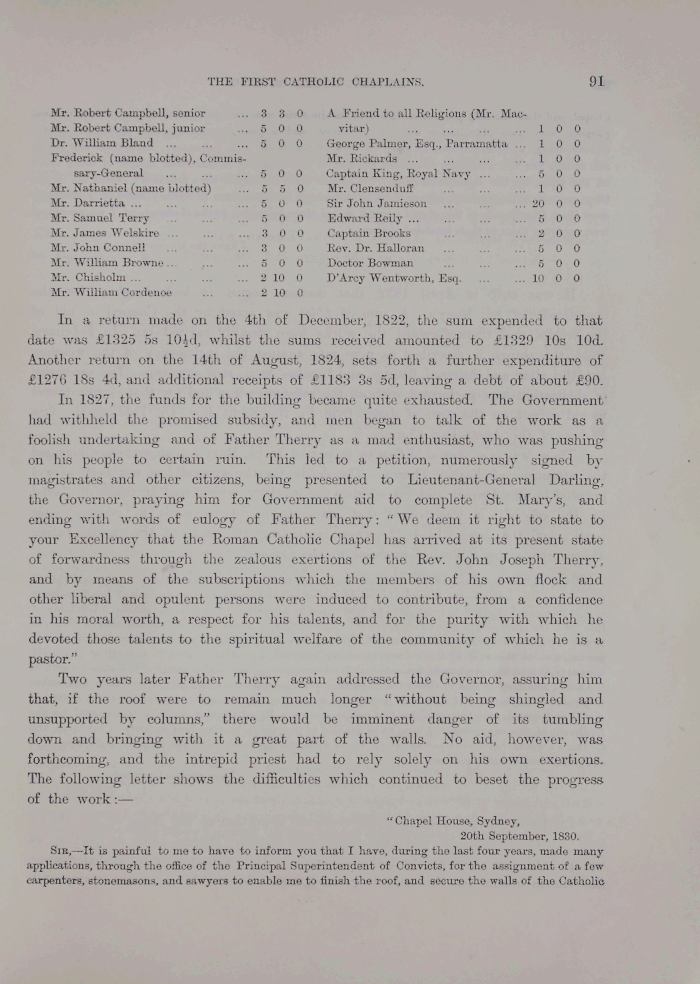 THE FIRST CATHOLIC CHAPLAINS. 91
Mr. Robert Campbell, senior ... 3 3 0
Mr. Robert Campbell, junior ... 5 0 0
Dr. William Bland ... ... ... 5 0 0
Frederick (name blotted), Commis-
sary-General ... ... ... 5 0 0
Mr. Nathaniel (name blotted) ... 5 5 0
Mr. Darrietta ... ... ... ... 5 0 0
Mr. Samuel Terry ... ... ... 5 0 0
Mr. James Welskire ... ... ... 3 0 0
Mr. John Connell ... ... ... 3 0 0
Mr. William Browne ... ... ... 5 0 0
Mr. Chisholm ... ... ... ... 2 10 0
Mr. William Cordenoe ... ... 2 10 0
A Friend to all Religions (Mr. Mac-
vitar) ... ... ... ... 1 0 0
George Palmer, Esq., Parramatta ... 1 0 0
Mr. Rickards ... ... ... ... 1 0 0
Captain King, Royal Navy ... ... 5 0 0
Mr. Clensenduff ... ... ... 1 0 0
Sir John Jamieson ... ... ... 20 0 0
Edward Reily ... ... ... ... 5 0 0
Captain Brooks ... ... ... 2 0 0
Rev. Dr. Halloran ... ... ... 5 0 0
Doctor Bowman ... ... ... 5 0 0
D'Arcy Wentworth, Esq. ... ... 10 0 0
In a return made on the 4th of December, 1822, the sum expended to that
date was £1325 5s 10½d, whilst the sums received amounted to £1329 10s 10d.
Another return on the 14th of August, 1824, sets forth a further expenditure of
£1276 18s 4d, and additional receipts of £1183 3s 5d, leaving a debt of about £90.
In 1827, the funds for the building became quite exhausted. The Government
had withheld the promised subsidy, and men began to talk of the work as a
foolish undertaking and of Father Therry as a mad enthusiast, who was pushing
on his people to certain ruin. This led to a petition, numerously signed by
magistrates and other citizens, being presented to Lieutenant-General Darling,
the Governor, praying him for Government aid to complete St. Mary's, and
ending with words of eulogy of Father Therry: "We deem it right to state to
your Excellency that the Roman Catholic Chapel has arrived at its present state
of forwardness through the zealous exertions of the Rev. John Joseph Therry,
and by means of the subscriptions which the members of his own flock and
other liberal and opulent persons were induced to contribute, from a confidence
in his moral worth, a respect for his talents, and for the purity with which he
devoted those talents to the spiritual welfare of the community of which he is a
pastor."
Two years later Father Therry again addressed the Governor, assuring him
that, if the roof were to remain much longer "without being shingled and
unsupported by columns," there would be imminent danger of its tumbling
down and bringing with it a great part of the walls. No aid, however, was
forthcoming, and the intrepid priest had to rely solely on his own exertions.
The following letter shows the difficulties which continued to beset the progress
of the work:—
"Chapel House, Sydney,
20th September, 1830.
SIR,—It is painful to me to have to inform you that I have, during the last four years, made many
applications, through the office of the Principal Superintendent of Convicts, for the assignment of a few
carpenters, stonemasons, and sawyers to enable me to finish the roof, and secure the walls of the Catholic